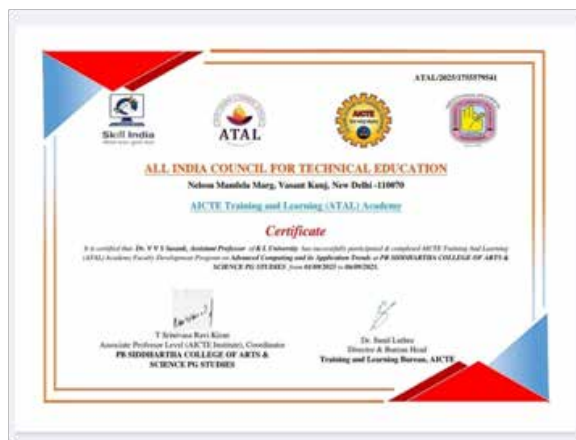 ATAL/2025/1755579541
Skill India
ATAL
AICTE
ALL INDIA COUNCIL FOR TECHNICAL EDUCATION
Nelson Mandela Marg, Vasant Kunj, New Delhi -110070
AICTE Training and Learning (ATAL) Academy
Certificate
It is certified that Dr. V V S Sasank, Assistant Professor of K L University has successfully participated & completed AICTE Training And Learning
(ATAL) Academy Faculty Development Program on Advanced Computing and its Application Trends at PB SIDDHARTHA COLLEGE OF ARTS &
SCIENCE PG STUDIES from 01/09/2025 to 06/09/2025.
T Srinivasa Ravi Kiran
Associate Professor Level (AICTE Institute), Coordinator
PB SIDDHARTHA COLLEGE OF ARTS &
SCIENCE PG STUDIES
Dr. Sunil Luthra
Director & Bureau Head
Training and Learning Bureau, AICTE